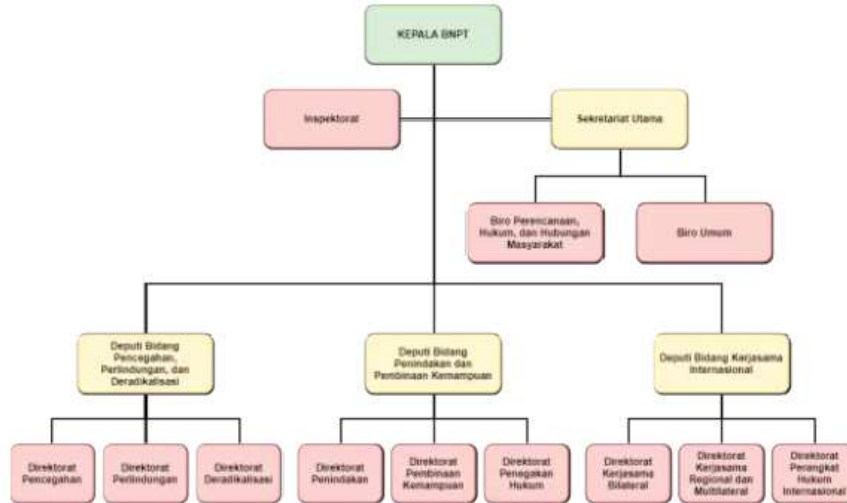 KEPALA BNPT
Inspektorat
Sekretariat Utama
Biro Perencanaan,
Hukum, dan Hubungan
Masyarakat
Biro Umum
Deputi Bidang
Pencegahan,
Perlindungan, dan
Deradikalisasi
Deputi Bidang
Penindakan dan
Pembinaan Kemampuan
Deputi Bidang Kerjasama
Internasional
Direktorat
Pencegahan
Direktorat
Perlindungan
Direktorat
Deradikalisasi
Direktorat
Penindakan
Direktorat
Pembinaan
Kemampuan
Direktorat
Penegakan
Hukum
Direktorat
Kerjasama
Bilateral
Direktorat
Kerjasama
Regional dan
Multilateral
Direktorat
Perangkat
Hukum
Internasional